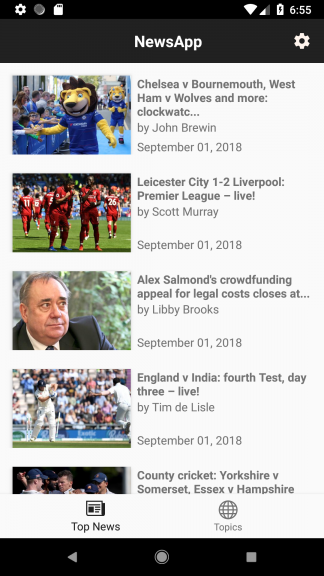 6:55
NewsApp
Chelsea v Bournemouth, West
Ham v Wolves and more:
clockwatc...
by John Brewin
September 01, 2018
Leicester City 1-2 Liverpool:
Premier League – live!
by Scott Murray
September 01, 2018
Alex Salmond's crowdfunding
appeal for legal costs closes at...
by Libby Brooks
September 01, 2018
England v India: fourth Test, day
three – live!
by Tim de Lisle
September 01, 2018
County cricket: Yorkshire v
Somerset, Essex v Hampshire
Top News
Topics